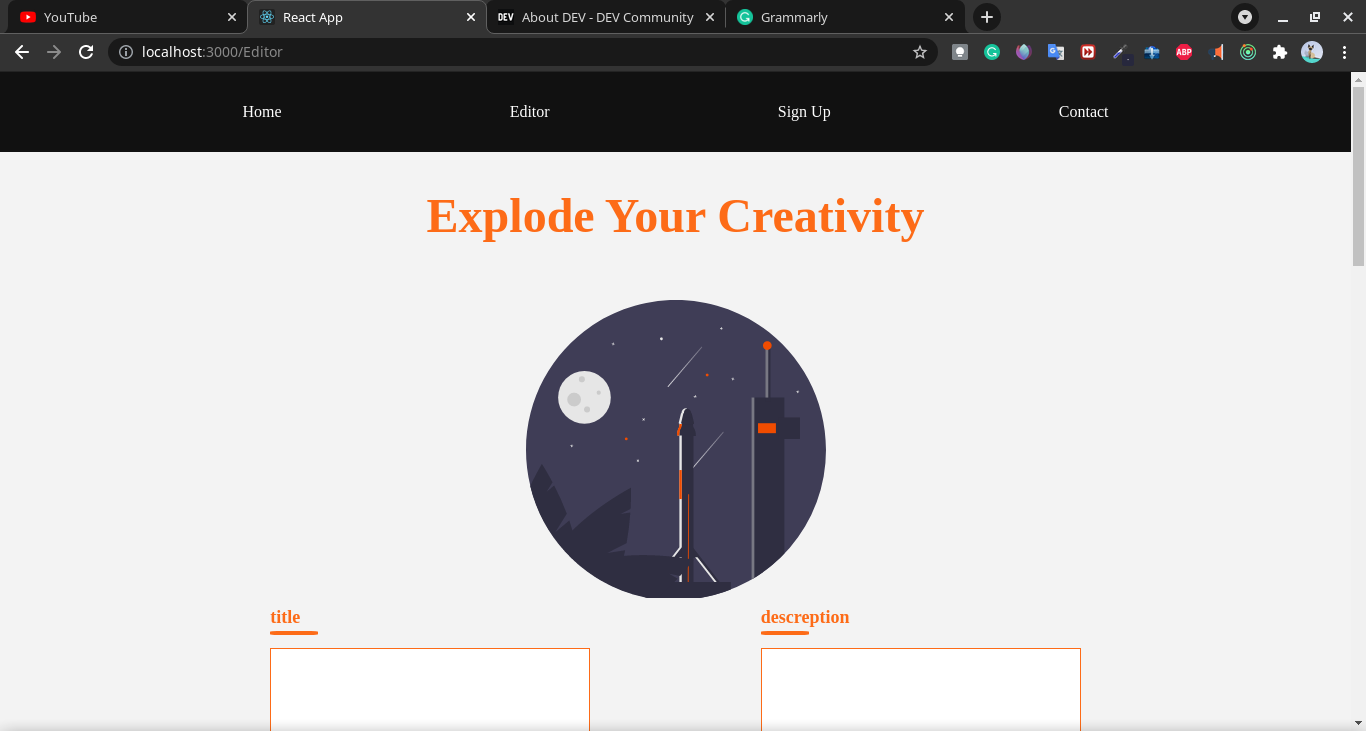 YouTube
React App
DEV About DEV - DEV Community
Grammarly
localhost:3000/Editor
ABP
Home Editor Sign Up Contact
Explode Your Creativity
title descreption